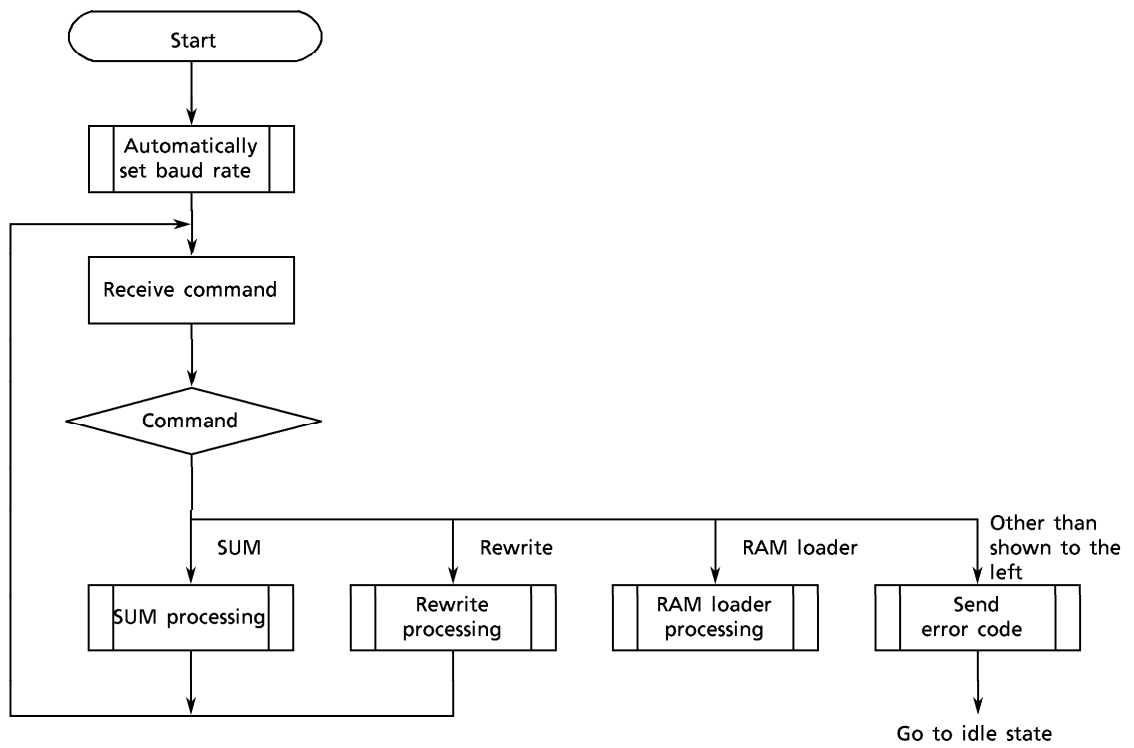 Start
Automatically
set baud rate
Receive command
Command
SUM
Rewrite
RAM loader
Other than
shown to the
left
SUM processing
Rewrite
processing
RAM loader
processing
Send
error code
Go to idle state